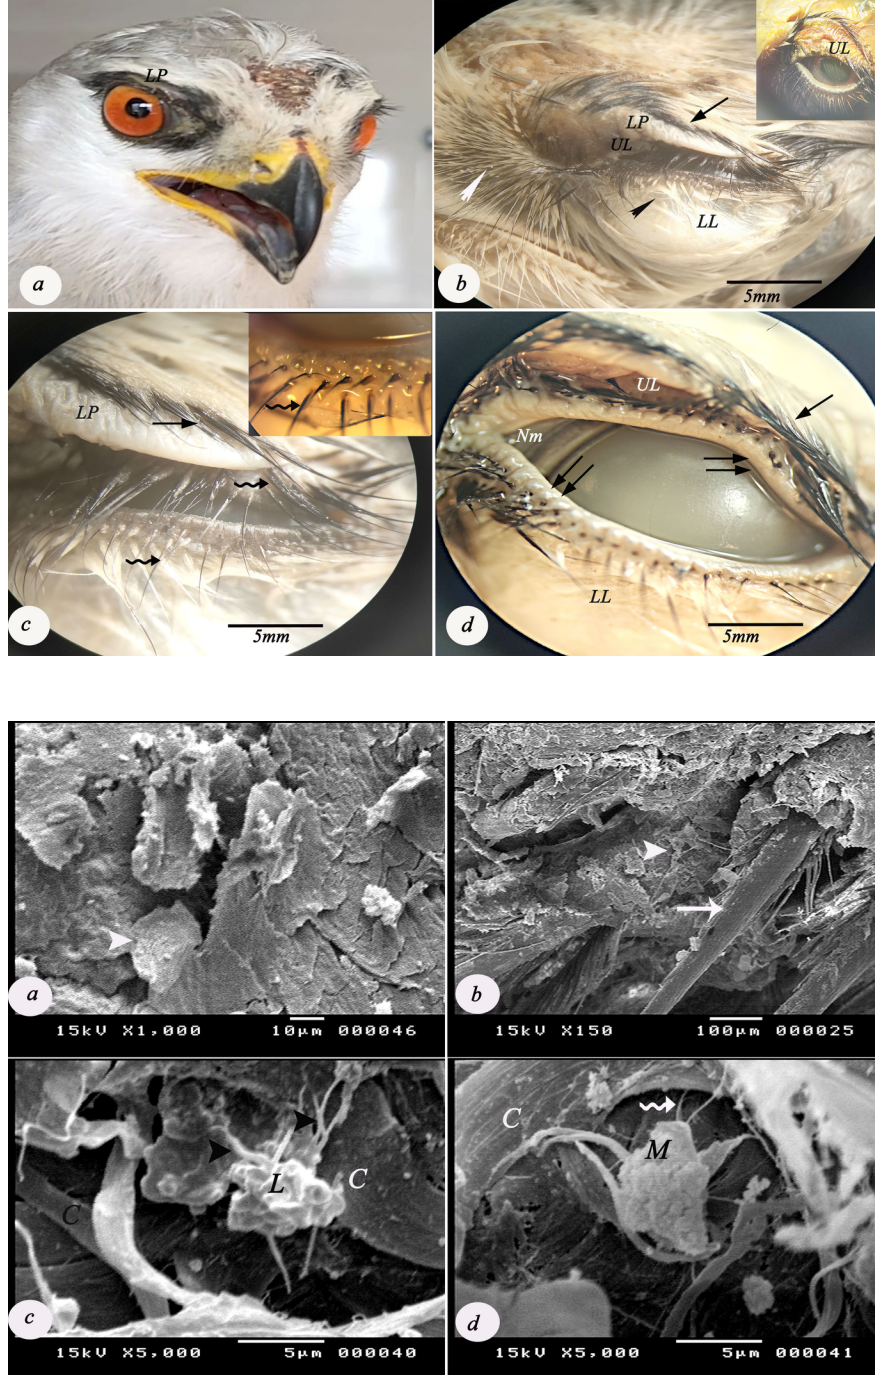 LP
a
UL
LP
UL
LL
b
5mm
LP
c
5mm
UL
Nm
LL
d
5mm
a
15kV X1,000 10µm 000046
b
15kV X150 100µm 000025
C
L
C
c
15kV X5,000 5µm 000040
C
M
d
15kV X5,000 5µm 000041